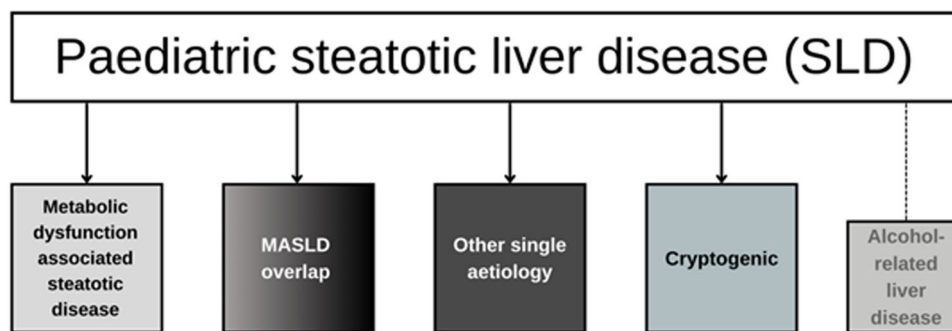 Paediatric steatotic liver disease (SLD)
Metabolic
dysfunction
associated
steatotic
disease
MASLD
overlap
Other single
aetiology
Cryptogenic
Alcohol-
related
liver
disease